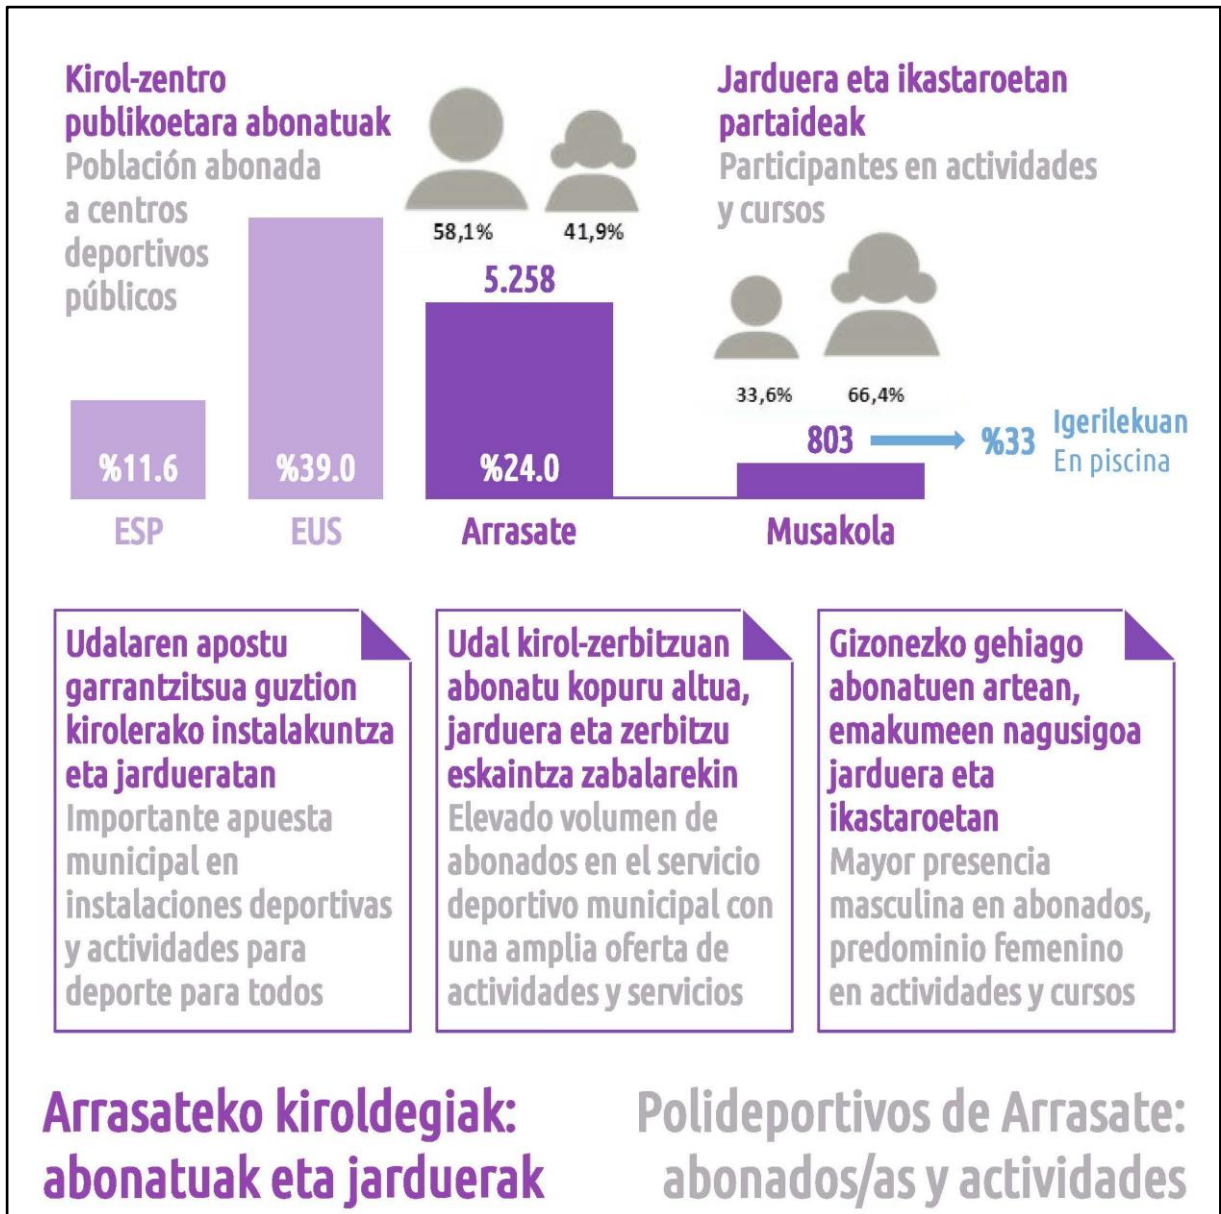 Kirol-zentro
publikoetara abonatuak
Población abonada
a centros
deportivos
públicos
58,1%
41,9%
5.258
%11.6
%39.0
%24.0
ESP
EUS
Arrasate
Jarduera eta ikastaroetan
partaideak
Participantes en actividades
y cursos
33,6%
66,4%
803
%33
Igerilekuan
En piscina
Musakola
Udalaren apostu
garrantzitsua guztion
kirolerako instalakuntza
eta jardueratan
Importante apuesta
municipal en
instalaciones deportivas
y actividades para
deporte para todos
Udal kirol-zerbitzuan
abonatu kopuru altua,
jarduera eta zerbitzu
eskaintza zabalarekin
Elevado volumen de
abonados en el servicio
deportivo municipal con
una amplia oferta de
actividades y servicios
Gizonezko gehiago
abonatuen artean,
emakumeen nagusigoa
jarduera eta
ikastaroetan
Mayor presencia
masculina en abonados,
predominio femenino
en actividades y cursos
Arrasateko kiroldegiak:
abonatuak eta jarduerak
Polideportivos de Arrasate:
abonados/as y actividades